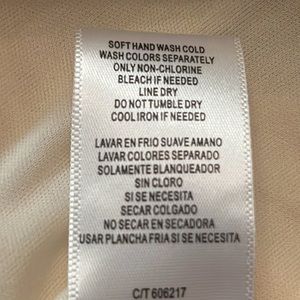 SOFT HAND WASH COLD
WASH COLORS SEPARATELY
ONLY NON-CHLORINE
BLEACH IF NEEDED
LINE DRY
DO NOT TUMBLE DRY
COOL IRON IF NEEDED
LAVAR EN FRIO SUAVE AMANO
LAVAR COLORES SEPARADO
SOLAMENTE BLANQUEADOR
SIN CLORO
SI SE NECESITA
SECAR COLGADO
NO SECAR EN SECADORA
USAR PLANCHA FRIA SI SE NECESITA
C/T 606217